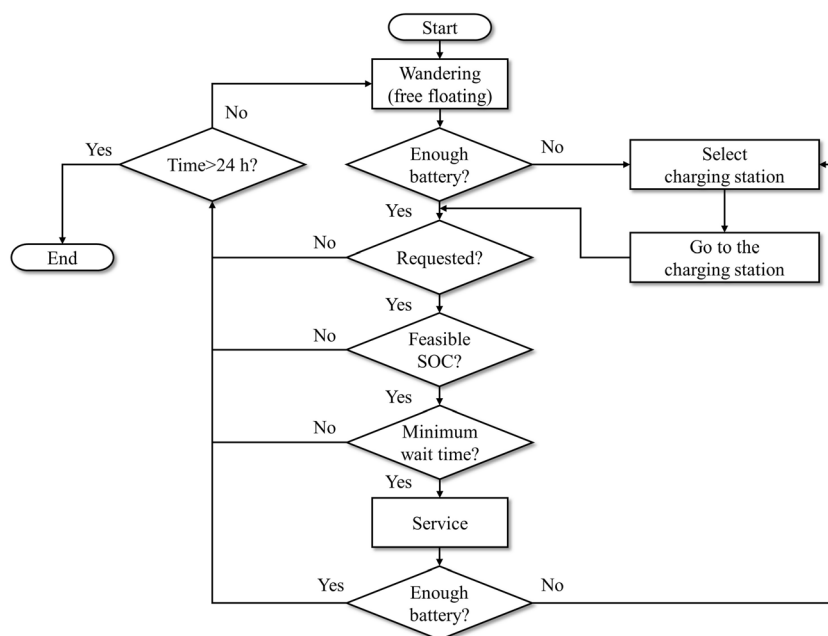 Start
Wandering
(free floating)
No
Yes
Time>24 h?
Enough
battery?
No
Select
charging station
Yes
End
No
Requested?
Go to the
charging station
Yes
No
Feasible
SOC?
Yes
No
Minimum
wait time?
Yes
Service
Yes
Enough
battery?
No